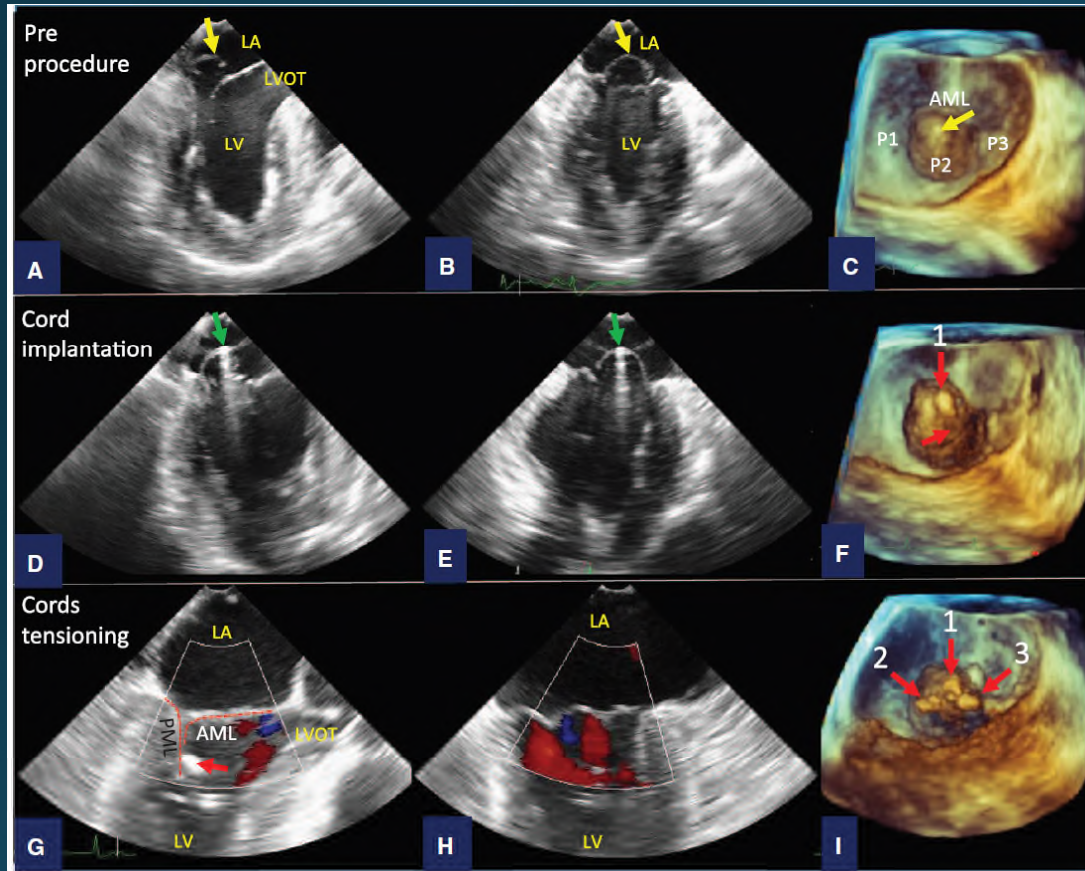 Pre
procedure
LA
LVOT
LV
A
LA
LV
B
AML
P1
P2
P3
C
Cord
implantation
D
E
1
F
Cords
tensioning
LA
PML
AML
LVOT
LV
G
LA
LV
H
1
2
3
I